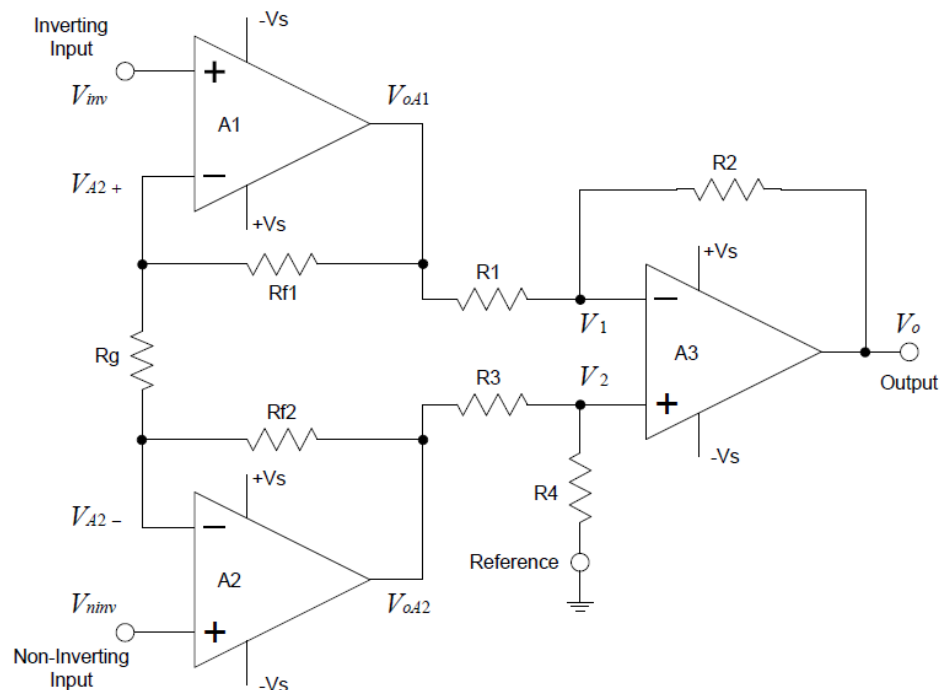 Inverting
Input
-Vs
+
Vinv
A1
VoA1
VA2 +
−
+Vs
Rf1
R2
R1
+Vs
−
V1
Vo
Rg
A3
Output
R3
V2
Rf2
+
-Vs
+Vs
R4
VA2 −
−
Reference
A2
VoA2
Vninv
+
Non-Inverting
Input
-Vs